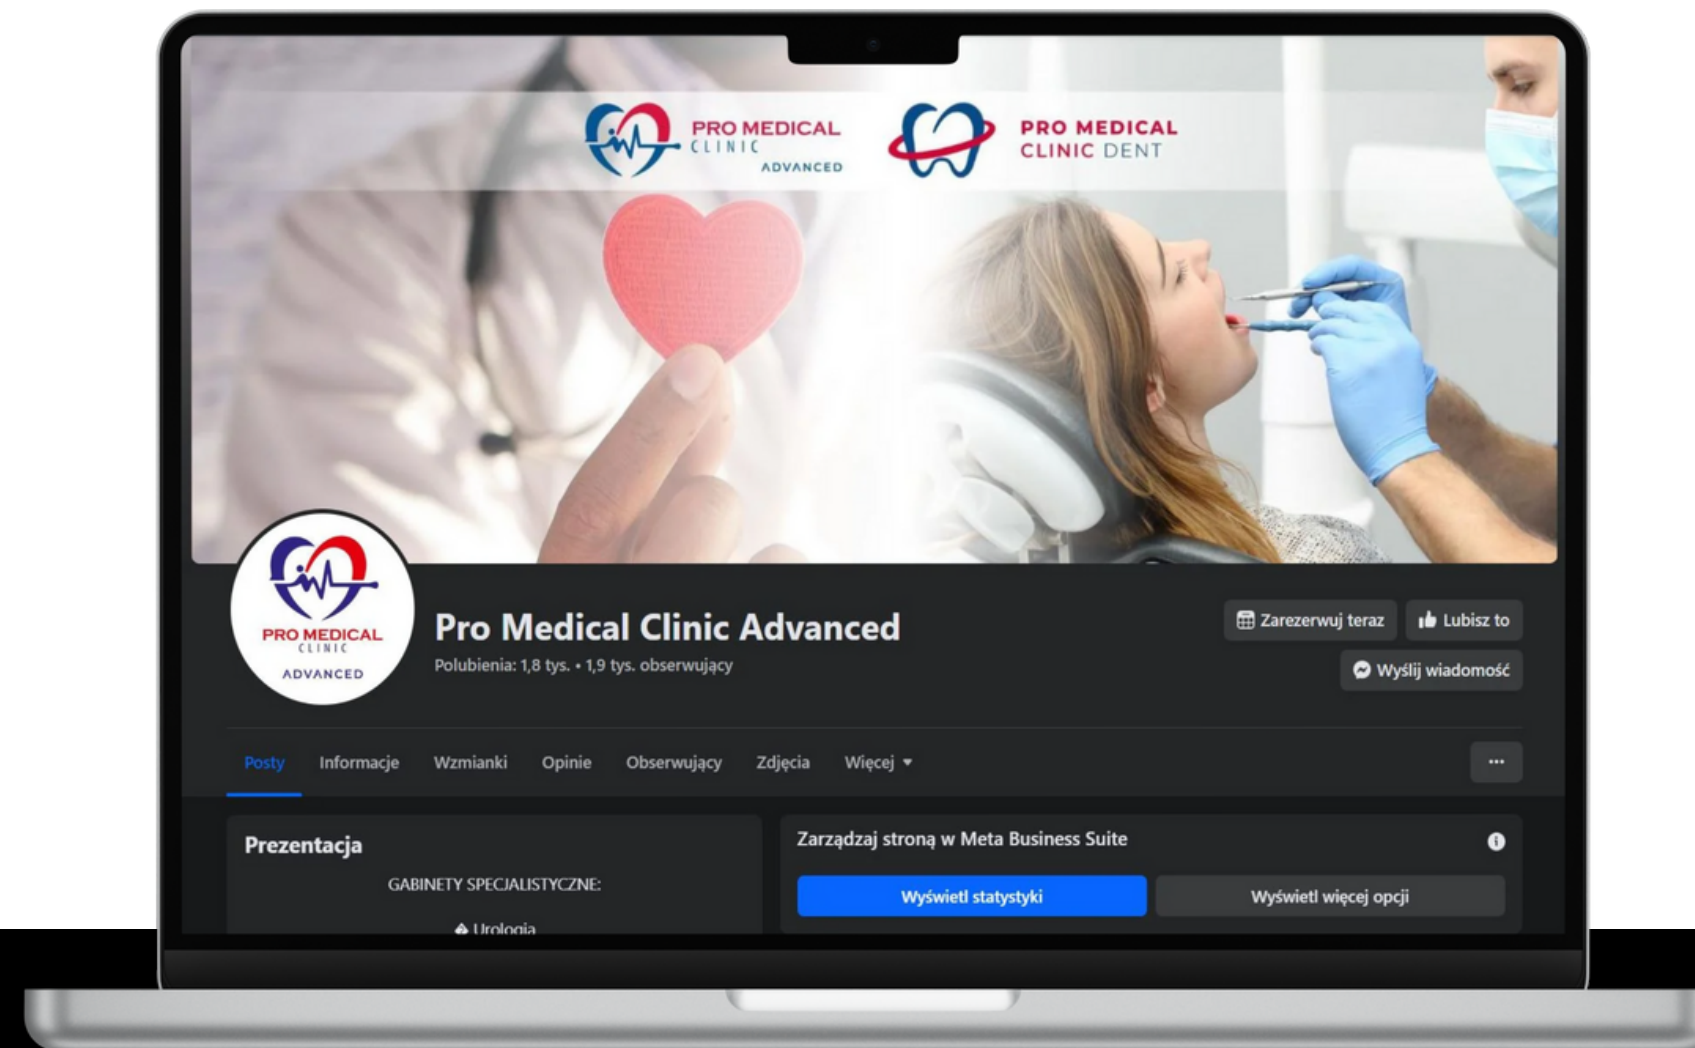 PRO MEDICAL
CLINIC
ADVANCED
PRO MEDICAL
CLINIC DENT
PRO MEDICAL
CLINIC
ADVANCED
Pro Medical Clinic Advanced
Polubienia: 1,8 tys. • 1,9 tys. obserwujący
Zarezerwuj teraz
Lubisz to
Wyślij wiadomość
Posty Informacje Wzmianki Opinie Obserwujący Zdjęcia Więcej
Prezentacja
GABINETY SPECJALISTYCZNE:
Urologia
Zarządzaj stroną w Meta Business Suite
Wyświetl statystyki
Wyświetl więcej opcji